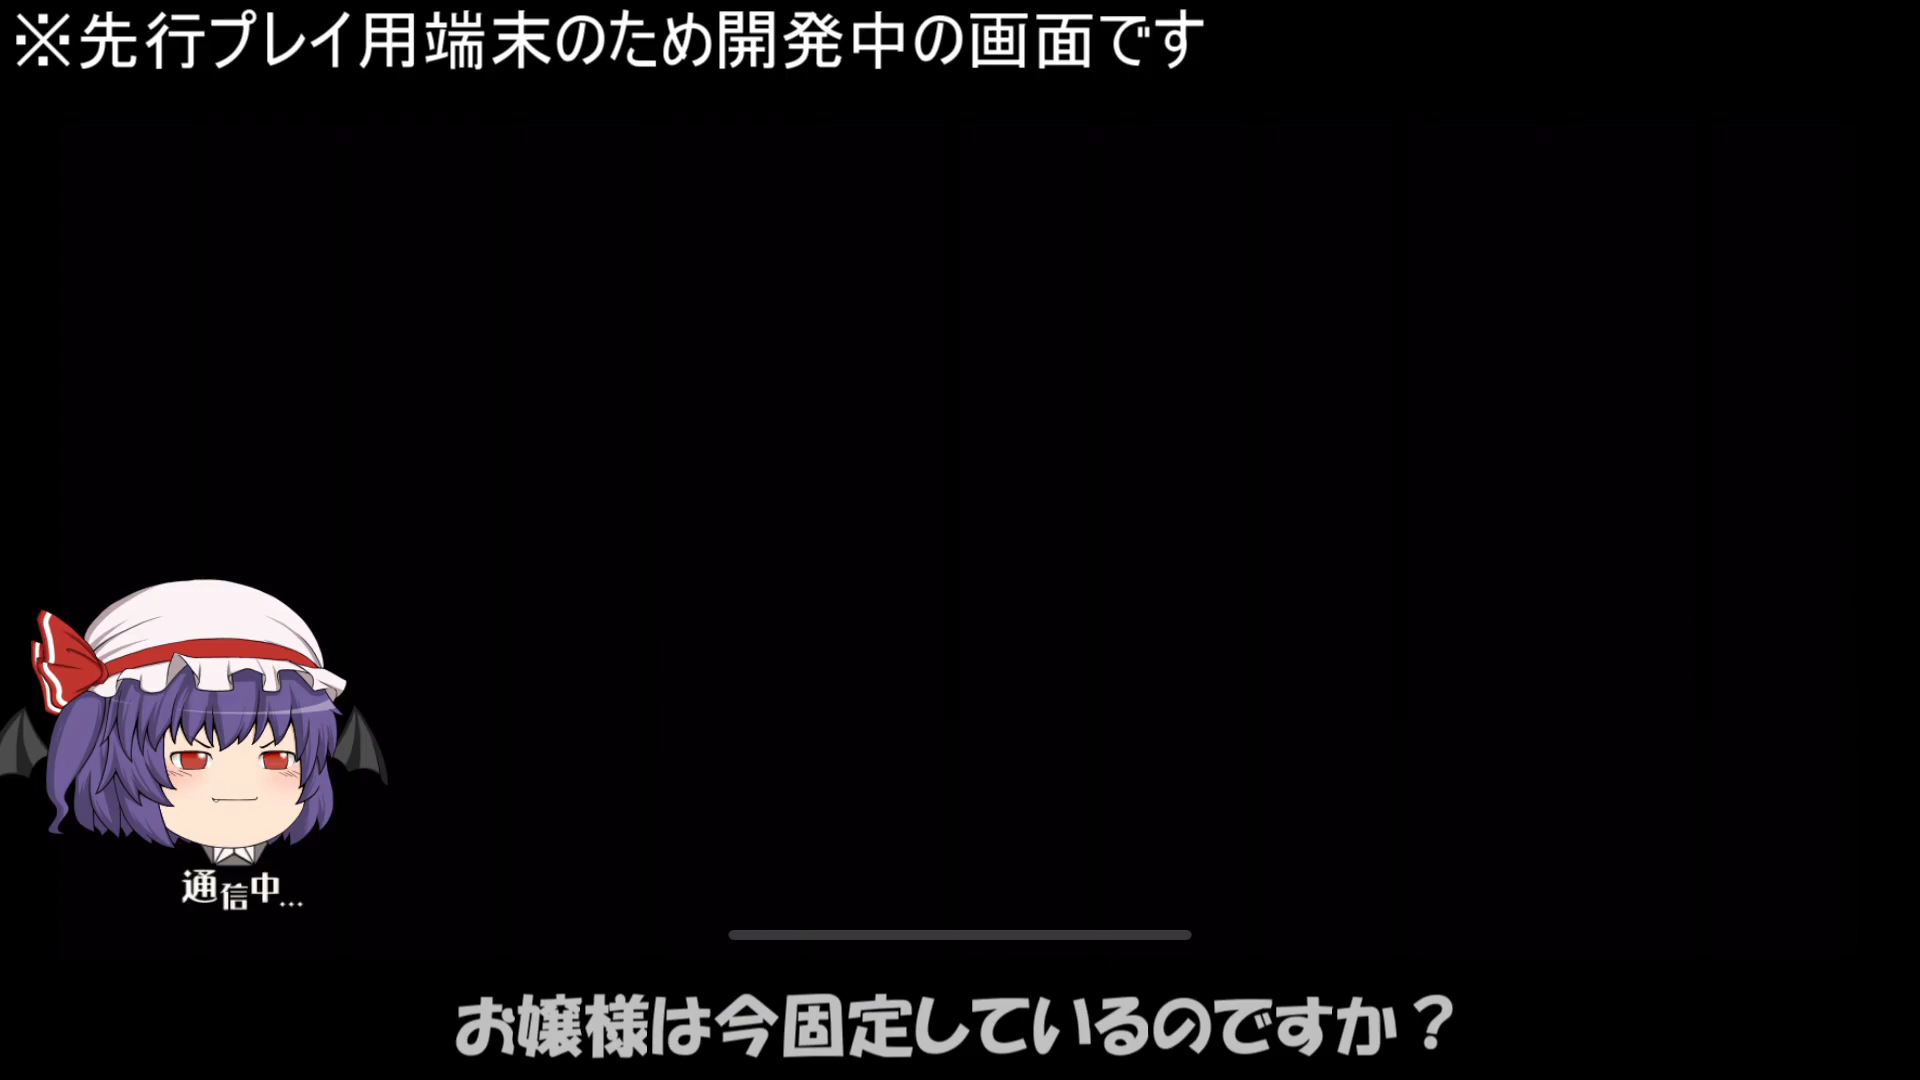 ※先行プレイ用端末のため開発中の画面です
通信中...
お嬢様は今固定しているのですか？